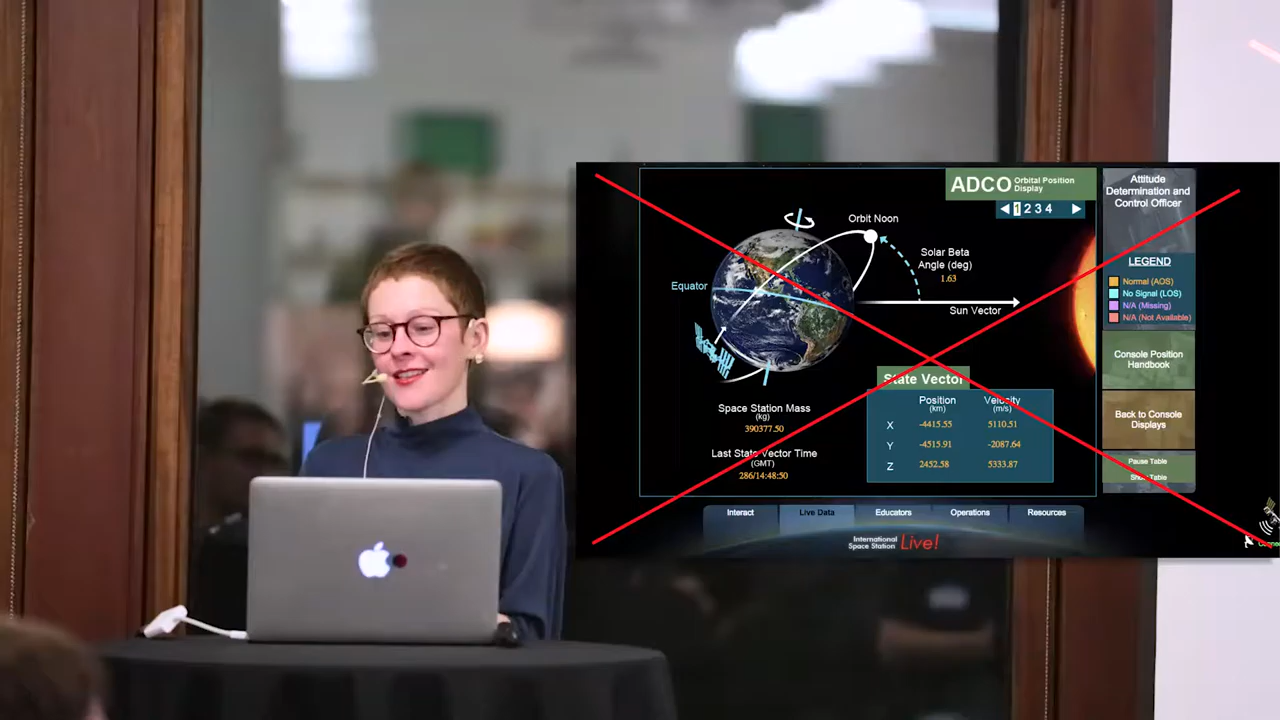 ADCO Orbital Position
Display
1 2 3 4
Orbit Noon
Solar Beta
Angle (deg)
1.63
Equator
Sun Vector
Space Station Mass
(kg)
390377.50
Last State Vector Time
(GMT)
286/14:48:50
State Vector
Position Velocity
(km) (m/s)
X -4415.55 5110.51
Y -4515.91 -2087.64
Z 2452.58 5333.87
Attitude
Determination and
Control Officer
LEGEND
Normal (AOS)
No Signal (LOS)
N/A (Missing)
N/A (Not Available)
Console Position
Handbook
Back to Console
Displays
Pause Table
Show Table
Interact Live Data Educators Operations Resources
International
Space Station Live!